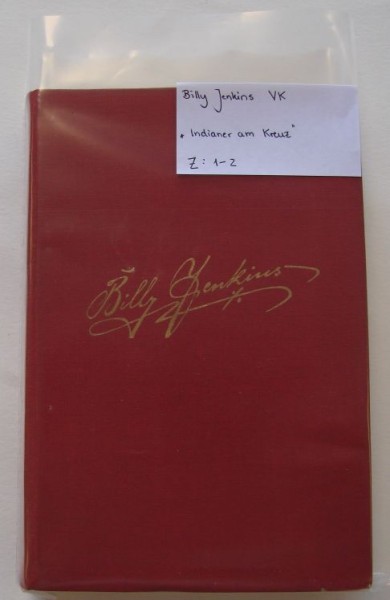 Billy Jenkins VK
„Indianer am Kreuz"
Z: 1-2
Billy Jenkins